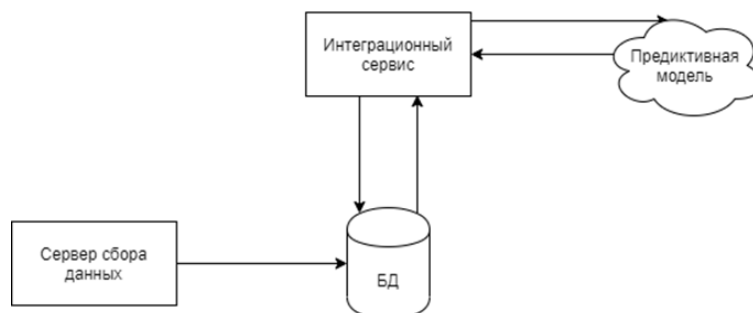 Интеграционный
сервис
Предиктивная
модель
Сервер сбора
данных
БД